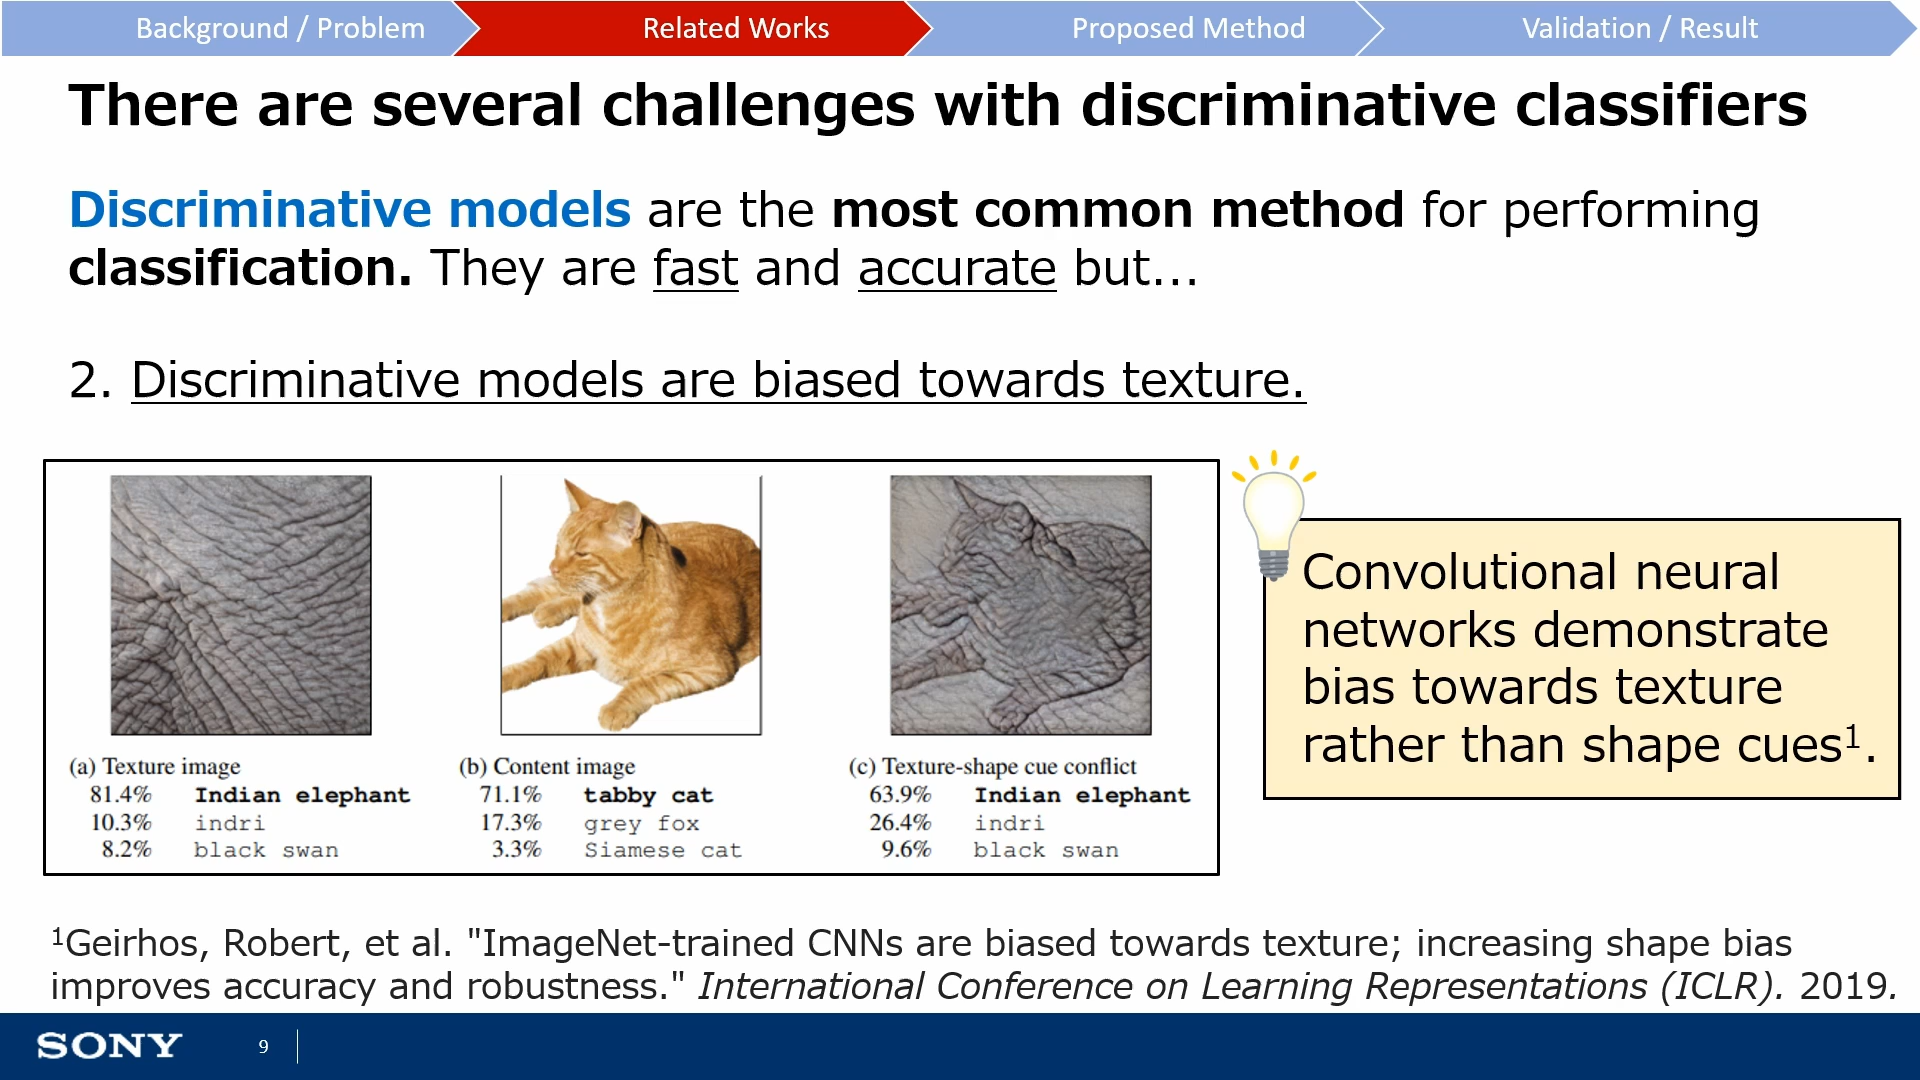 Background / Problem
Related Works
Proposed Method
Validation / Result
There are several challenges with discriminative classifiers
Discriminative models are the most common method for performing
classification. They are fast and accurate but...
2. Discriminative models are biased towards texture.
(a) Texture image
81.4% Indian elephant
10.3% indri
8.2% black swan
(b) Content image
71.1% tabby cat
17.3% grey fox
3.3% Siamese cat
(c) Texture-shape cue conflict
63.9% Indian elephant
26.4% indri
9.6% black swan
Convolutional neural
networks demonstrate
bias towards texture
rather than shape cues¹.
¹Geirhos, Robert, et al. "ImageNet-trained CNNs are biased towards texture; increasing shape bias
improves accuracy and robustness." International Conference on Learning Representations (ICLR). 2019.
SONY
9